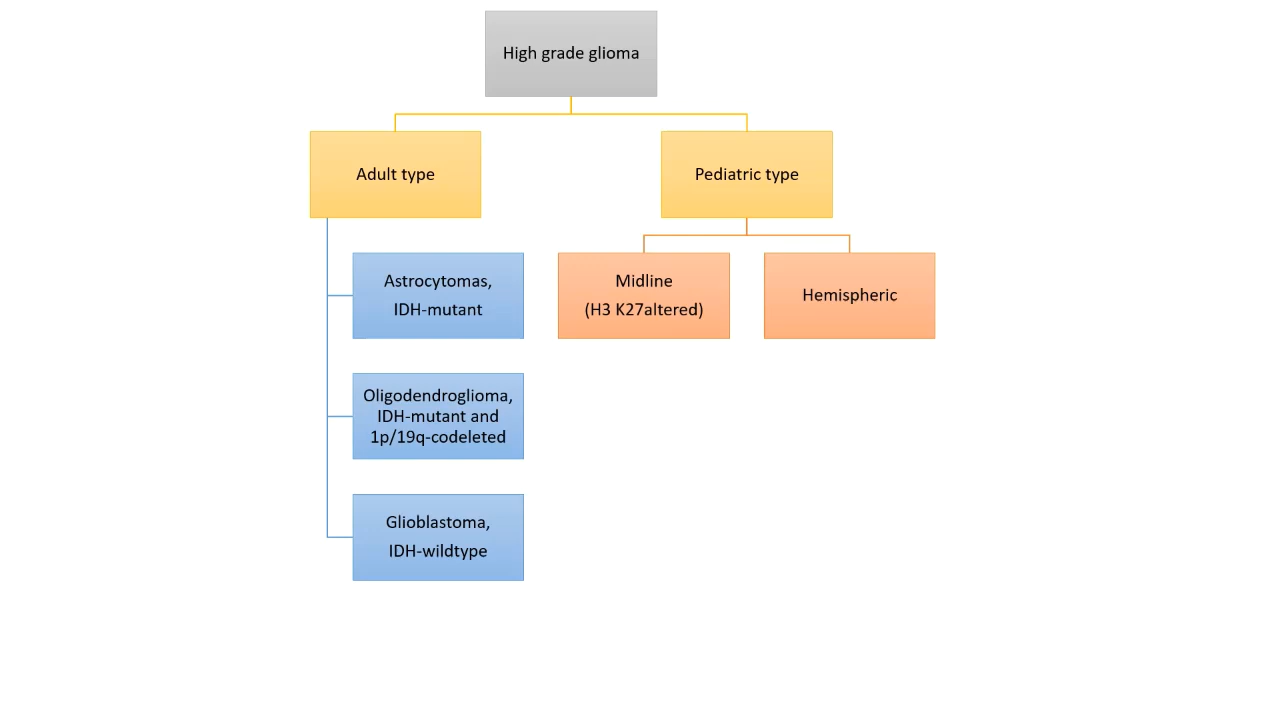 High grade glioma
Adult type
Pediatric type
Astrocytomas,
IDH-mutant
Midline
(H3 K27altered)
Hemispheric
Oligodendroglioma,
IDH-mutant and
1p/19q-codeleted
Glioblastoma,
IDH-wildtype